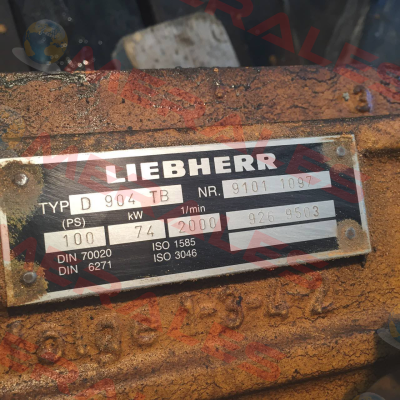 LIEBHERR
TYP D 904 TB NR. 9101 1097
(PS) kW 1/min
100 74 2000 926 9503
DIN 70020 ISO 1585
DIN 6271 ISO 3046